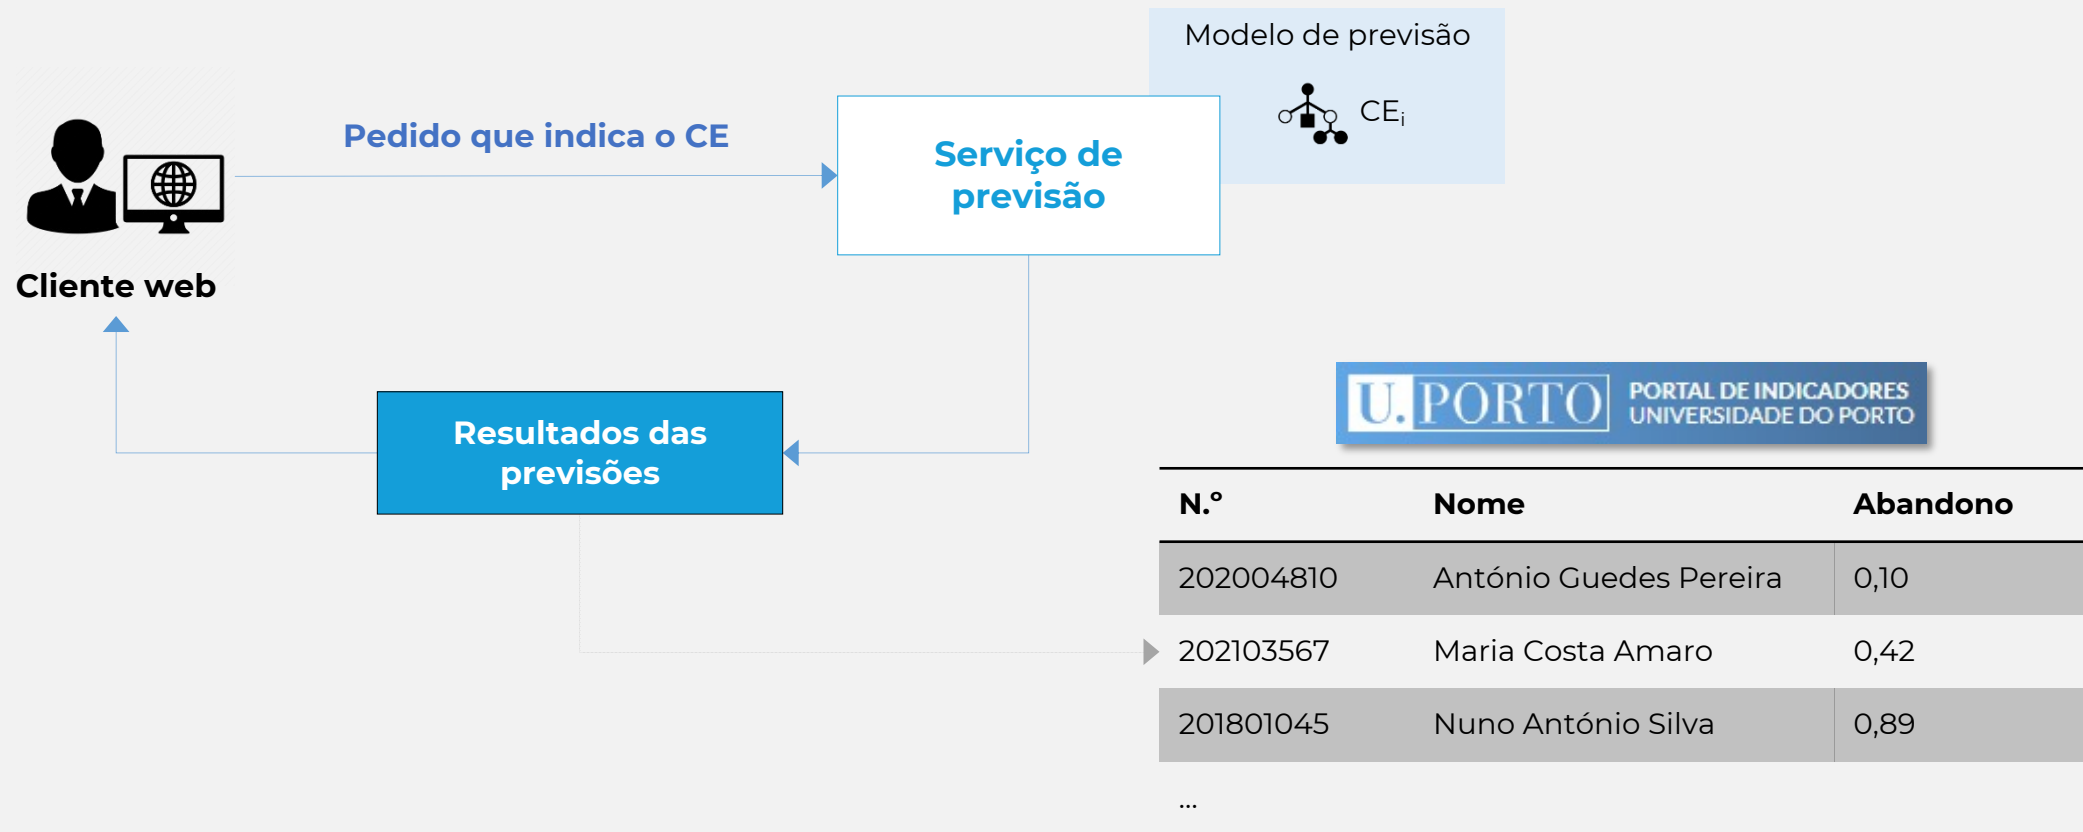 Modelo de previsão
CEᵢ
Pedido que indica o CE
Serviço de
previsão
Cliente web
Resultados das
previsões
U.PORTO
PORTAL DE INDICADORES
UNIVERSIDADE DO PORTO
N.º Nome Abandono
202004810 António Guedes Pereira 0,10
202103567 Maria Costa Amaro 0,42
201801045 Nuno António Silva 0,89
...